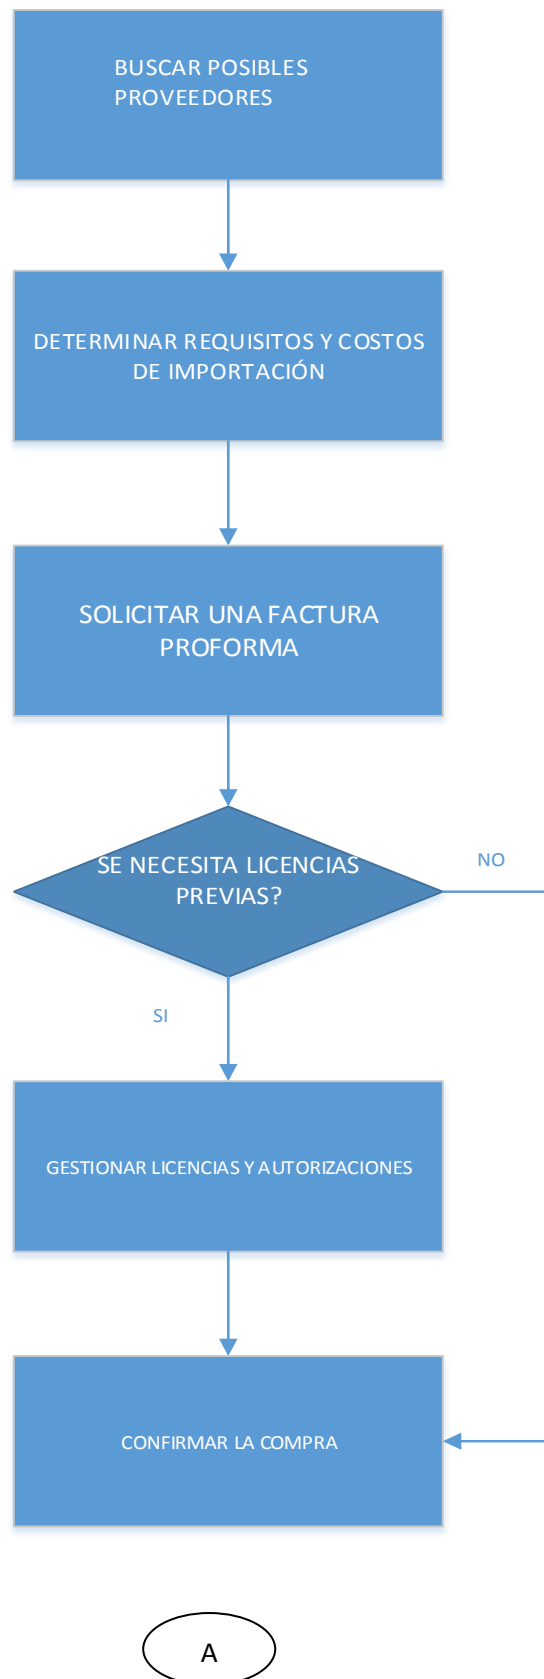 BUSCAR POSIBLES
PROVEEDORES
DETERMINAR REQUISITOS Y COSTOS
DE IMPORTACIÓN
SOLICITAR UNA FACTURA
PROFORMA
SE NECESITA LICENCIAS
PREVIAS?
NO
SI
GESTIONAR LICENCIAS Y AUTORIZACIONES
CONFIRMAR LA COMPRA
A